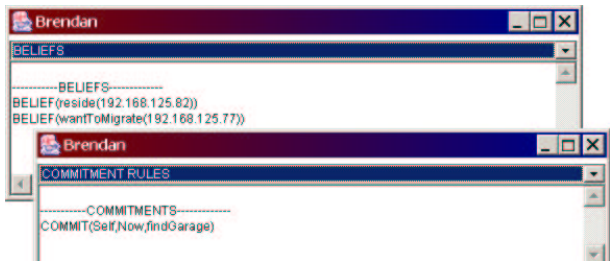 Brendan
BELIEFS
-----------BELIEFS-------------
BELIEF(reside(192.168.125.82))
BELIEF(wantToMigrate(192.168.125.77))
Brendan
COMMITMENT RULES
-----------COMMITMENTS-------------
COMMIT(Self,Now,findGarage)